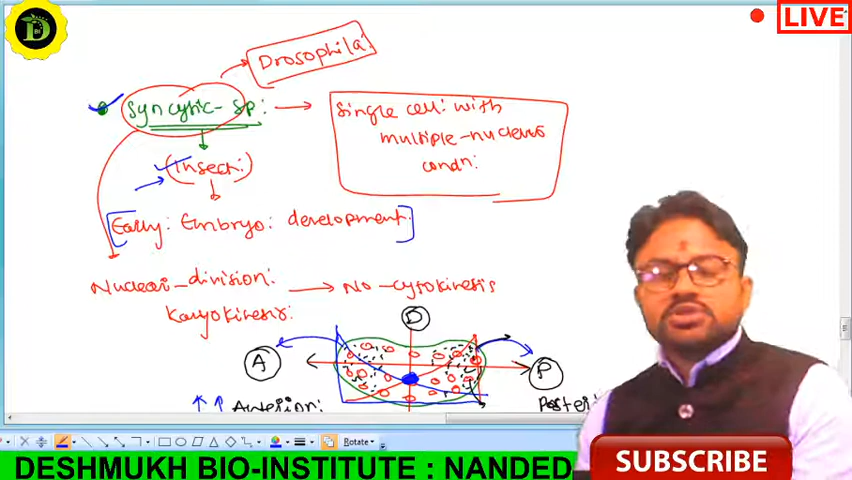 LIVE
D
Drosophila
Syncytic-Sp: → Single cell: with
multiple-nucleus
condn:
(Insect:)
[Early: Embryo: development]
Nuclear-division: → No-cytokinesis
Karyokinesis:
D
A
P
Anterior:
Posteri
Rotate
DESHMUKH BIO-INSTITUTE : NANDED
SUBSCRIBE